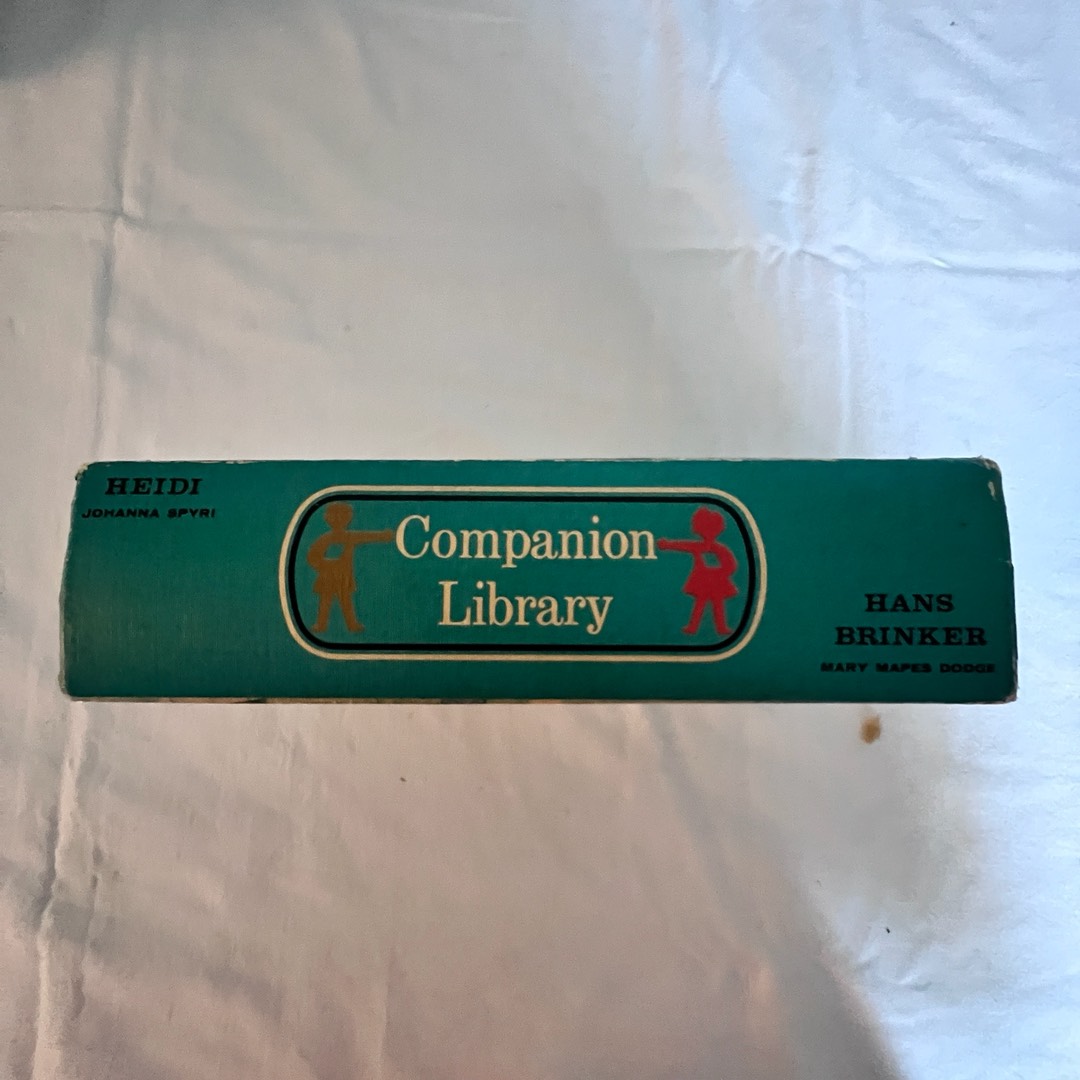 HEIDI
JOHANNA SPYRI
Companion
Library
HANS
BRINKER
MARY MAPES DODGE